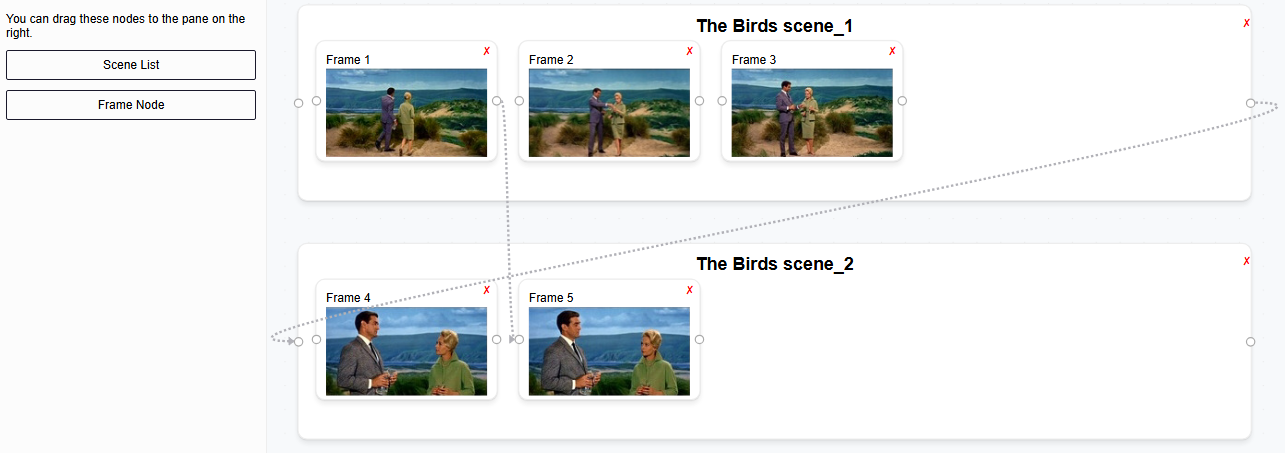 You can drag these nodes to the pane on the
right.
Scene List
Frame Node
The Birds scene_1
✗
Frame 1
✗
Frame 2
✗
Frame 3
✗
The Birds scene_2
✗
Frame 4
✗
Frame 5
✗